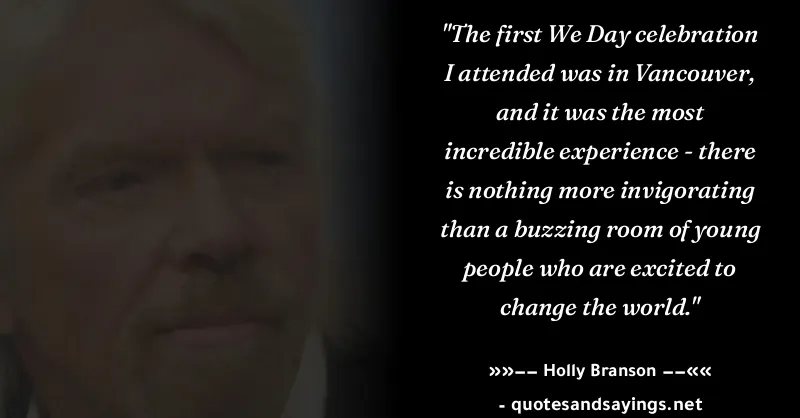 "The first We Day celebration
I attended was in Vancouver,
and it was the most
incredible experience - there
is nothing more invigorating
than a buzzing room of young
people who are excited to
change the world."
»»–– Holly Branson ––««
- quotesandsayings.net